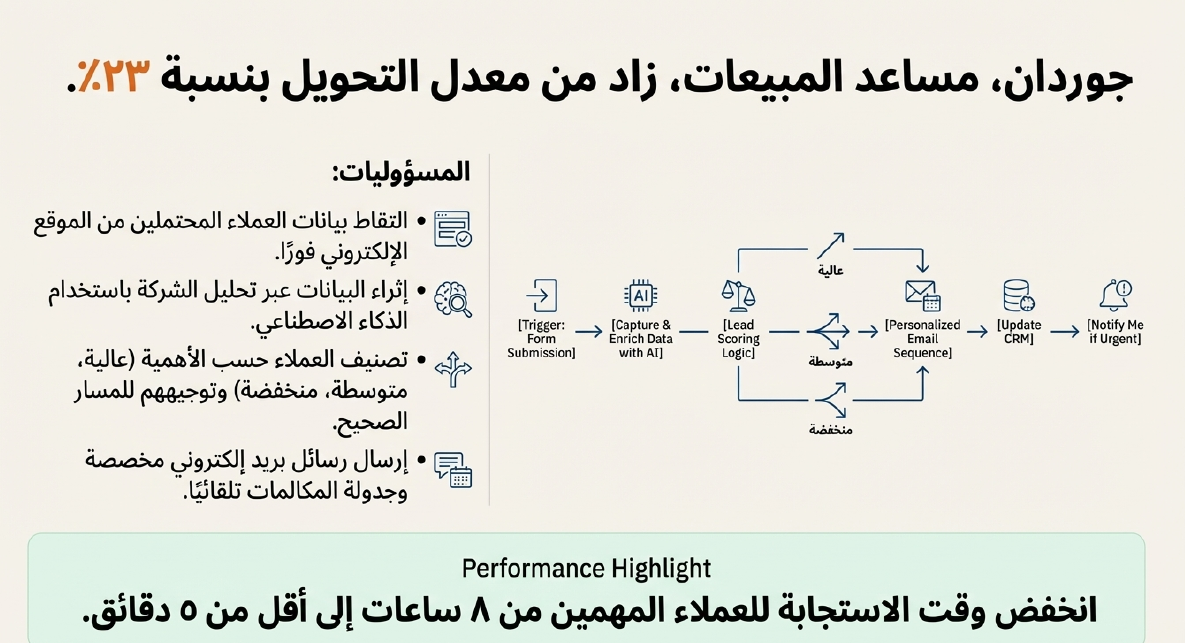 جوردان، مساعد المبيعات، زاد من معدل التحويل بنسبة ٢٣٪.
المسؤوليات:
• التقاط بيانات العملاء المحتملين من الموقع
الإلكتروني فورًا.
• إثراء البيانات عبر تحليل الشركة باستخدام
الذكاء الاصطناعي.
• تصنيف العملاء حسب الأهمية (عالية،
متوسطة، منخفضة) وتوجيههم للمسار
الصحيح.
• إرسال رسائل بريد إلكتروني مخصصة
وجدولة المكالمات تلقائيًا.
[Trigger:
Form
Submission]
AI
[Capture &
Enrich Data
with AI]
[Lead
Scoring
Logic]
عالية
متوسطة
منخفضة
[Personalized
Email
Sequence]
[Update
CRM]
[Notify Me
if Urgent]
Performance Highlight
انخفض وقت الاستجابة للعملاء المهمين من ٨ ساعات إلى أقل من ٥ دقائق.